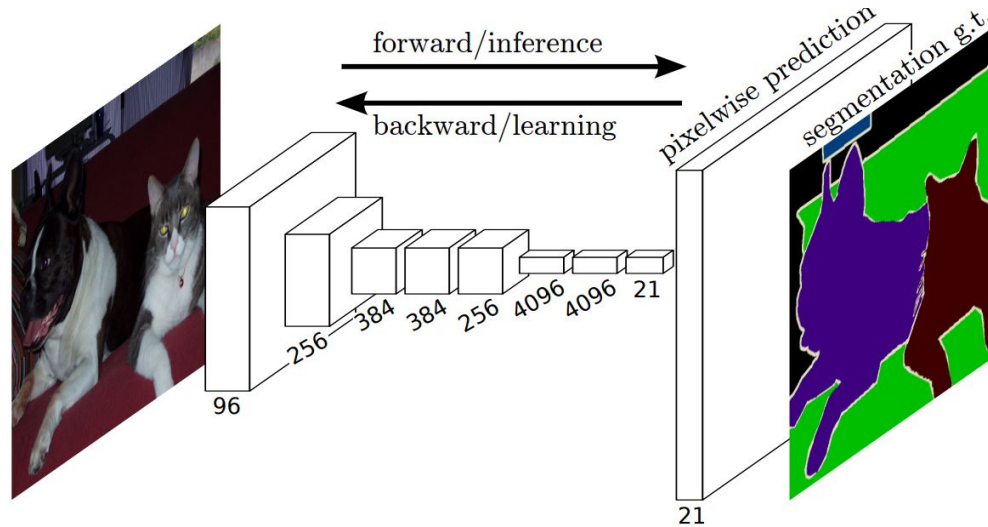 forward/inference
backward/learning
pixelwise prediction
segmentation g.t.
96
256
384
384
256
4096
4096
21
21